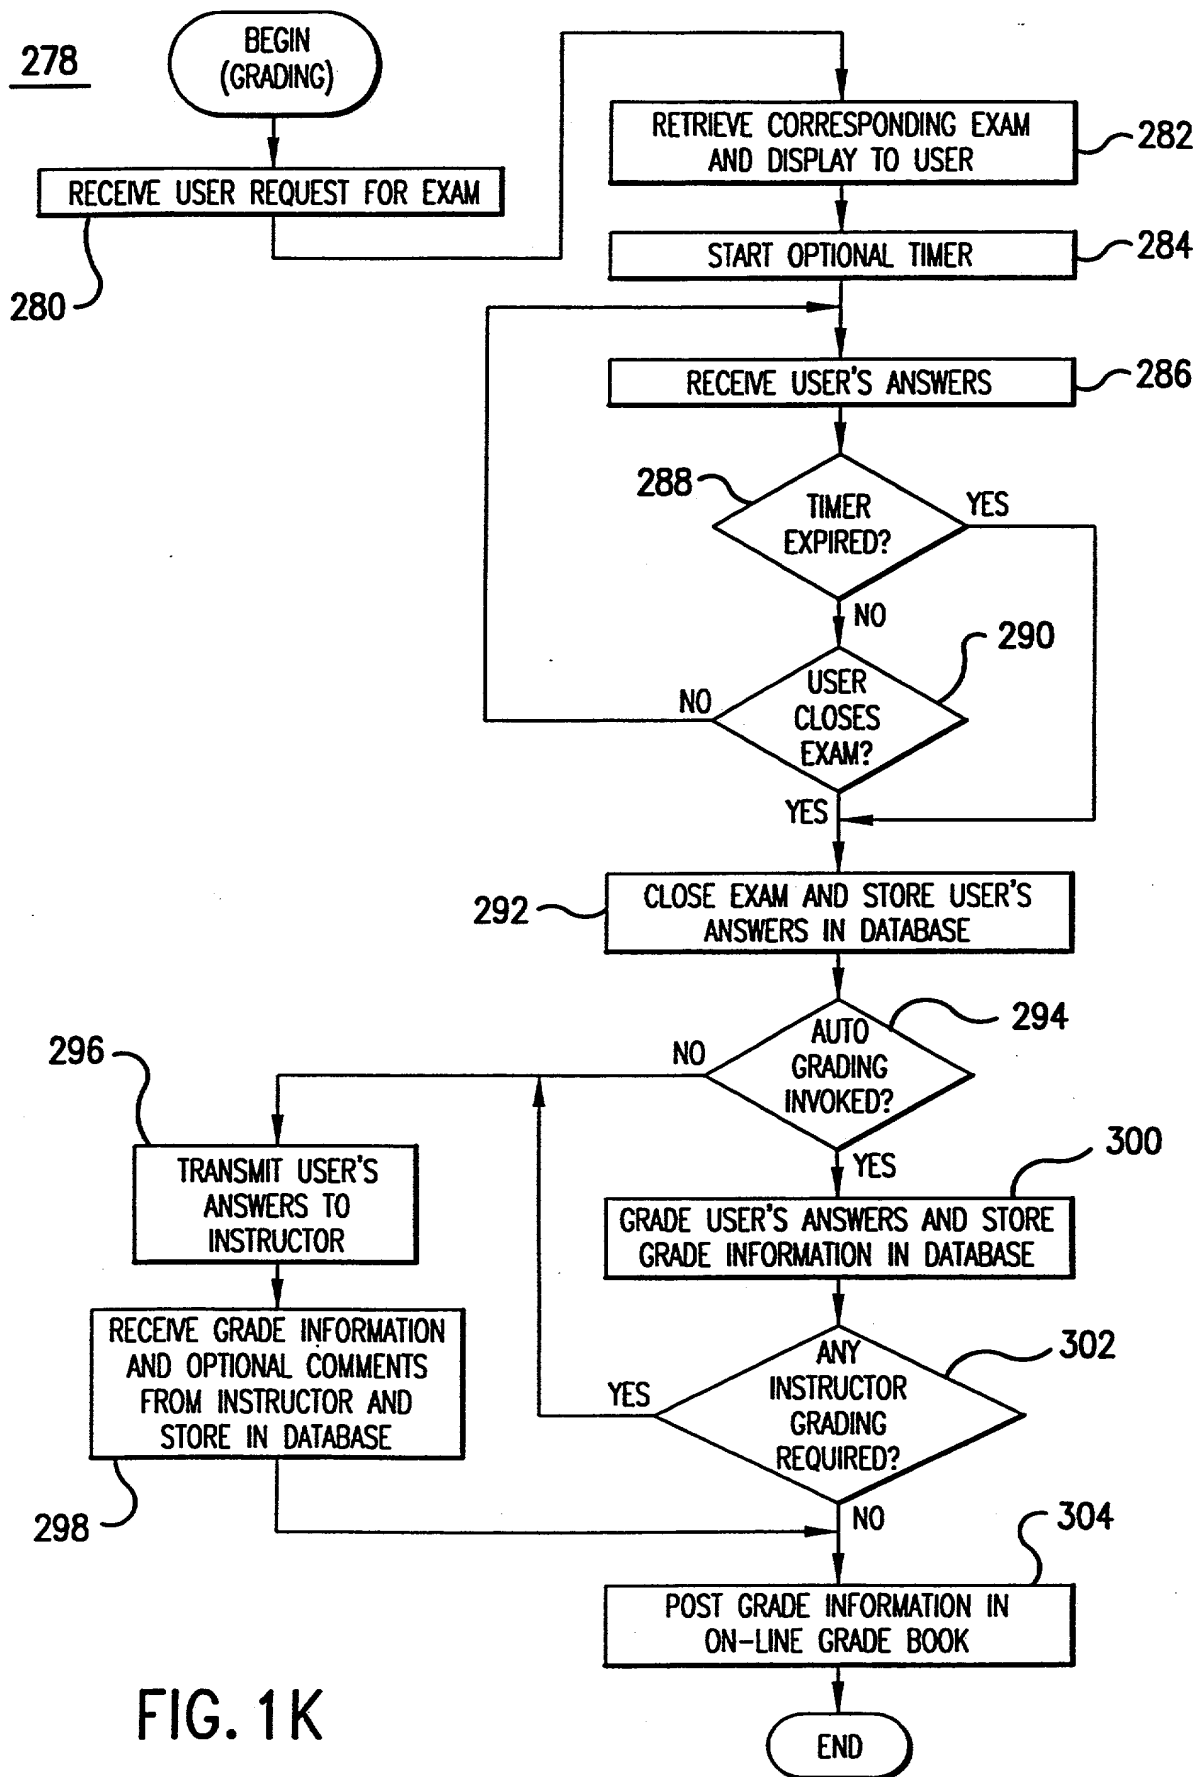 278
BEGIN
(GRADING)
RECEIVE USER REQUEST FOR EXAM
280
RETRIEVE CORRESPONDING EXAM
AND DISPLAY TO USER
282
START OPTIONAL TIMER
284
RECEIVE USER'S ANSWERS
286
288
TIMER
EXPIRED?
YES
NO
290
USER
CLOSES
EXAM?
NO
YES
292
CLOSE EXAM AND STORE USER'S
ANSWERS IN DATABASE
294
AUTO
GRADING
INVOKED?
NO
YES
296
TRANSMIT USER'S
ANSWERS TO
INSTRUCTOR
300
GRADE USER'S ANSWERS AND STORE
GRADE INFORMATION IN DATABASE
RECEIVE GRADE INFORMATION
AND OPTIONAL COMMENTS
FROM INSTRUCTOR AND
STORE IN DATABASE
298
302
ANY
INSTRUCTOR
GRADING
REQUIRED?
YES
NO
304
POST GRADE INFORMATION IN
ON-LINE GRADE BOOK
END
FIG. 1K